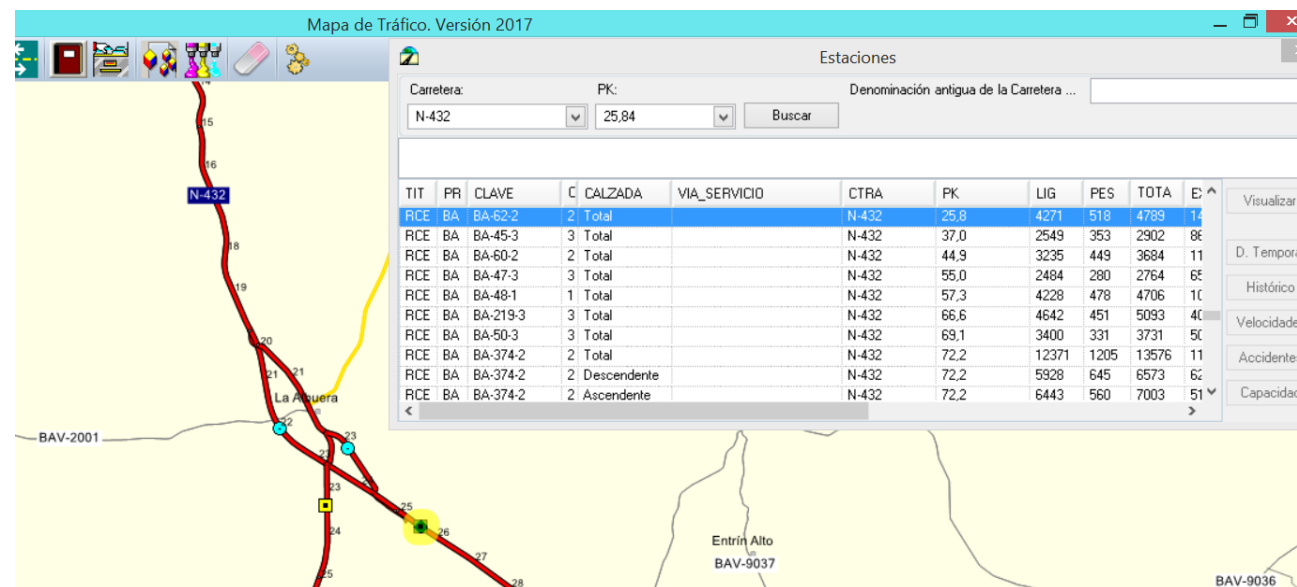 Mapa de Tráfico. Versión 2017
Estaciones
Carretera: PK: Denominación antigua de la Carretera ...
N-432 25,84 Buscar
TIT PR CLAVE C CALZADA VIA_SERVICIO CTRA PK LIG PES TOTA
RCE BA BA-62-2 2 Total N-432 25,8 4271 518 4789 14
RCE BA BA-45-3 3 Total N-432 37,0 2549 353 2902 86
RCE BA BA-60-2 2 Total N-432 44,9 3235 449 3684 11
RCE BA BA-47-3 3 Total N-432 55,0 2484 280 2764 65
RCE BA BA-48-1 1 Total N-432 57,3 4228 478 4706 10
RCE BA BA-219-3 3 Total N-432 66,6 4642 451 5093 40
RCE BA BA-50-3 3 Total N-432 69,1 3400 331 3731 50
RCE BA BA-374-2 2 Total N-432 72,2 12371 1205 13576 11
RCE BA BA-374-2 2 Descendente N-432 72,2 5928 645 6573 62
RCE BA BA-374-2 2 Ascendente N-432 72,2 6443 560 7003 51
Visualizar
D. Tempora
Histórico
Velocidade
Accidente
Capacidad
15
16
N-432
18
19
20
21 21
La Albuera
22
BAV-2001
23
23
23
24
25
25
26
27
28
Entrín Alto
BAV-9037
BAV-9036